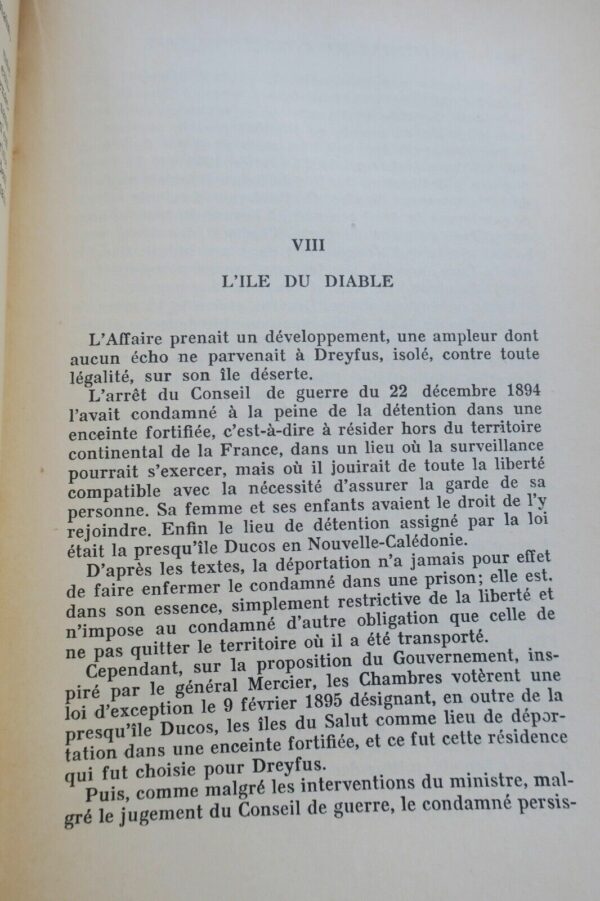 VIII
L'ILE DU DIABLE
L'Affaire prenait un développement, une ampleur dont
aucun écho ne parvenait à Dreyfus, isolé, contre toute
légalité, sur son île déserte.
L'arrêt du Conseil de guerre du 22 décembre 1894
l'avait condamné à la peine de la détention dans une
enceinte fortifiée, c'est-à-dire à résider hors du territoire
continental de la France, dans un lieu où la surveillance
pourrait s'exercer, mais où il jouirait de toute la liberté
compatible avec la nécessité d'assurer la garde de sa
personne. Sa femme et ses enfants avaient le droit de l'y
rejoindre. Enfin le lieu de détention assigné par la loi
était la presqu'île Ducos en Nouvelle-Calédonie.
D'après les textes, la déportation n'a jamais pour effet
de faire enfermer le condamné dans une prison; elle est.
dans son essence, simplement restrictive de la liberté et
n'impose au condamné d'autre obligation que celle de
ne pas quitter le territoire où il a été transporté.
Cependant, sur la proposition du Gouvernement, ins-
piré par le général Mercier, les Chambres votèrent une
loi d'exception le 9 février 1895 désignant, en outre de la
presqu'île Ducos, les îles du Salut comme lieu de dépor-
tation dans une enceinte fortifiée, et ce fut cette résidence
qui fut choisie pour Dreyfus.
Puis, comme malgré les interventions du ministre, mal-
gré le jugement du Conseil de guerre, le condamné persis-